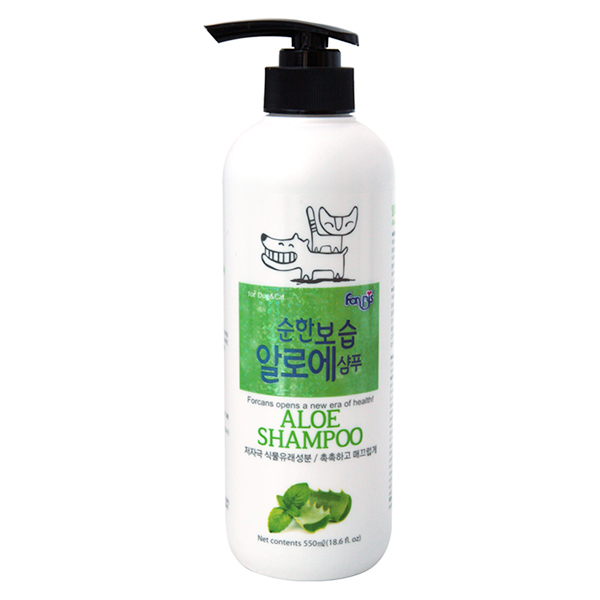 for Dog&Cat
순한보습
알로에샴푸
Forcans opens a new era of health!
ALOE
SHAMPOO
저자극 식물유래성분 / 촉촉하고 매끄럽게
Net contents 550㎖(18.6 fl. oz)